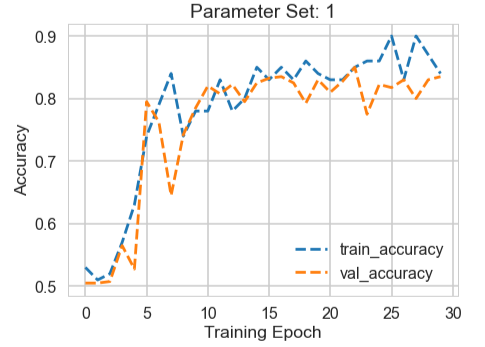 Parameter Set: 1
0.9
0.8
0.7
0.6
0.5
Accuracy
train_accuracy
val_accuracy
0 5 10 15 20 25 30
Training Epoch